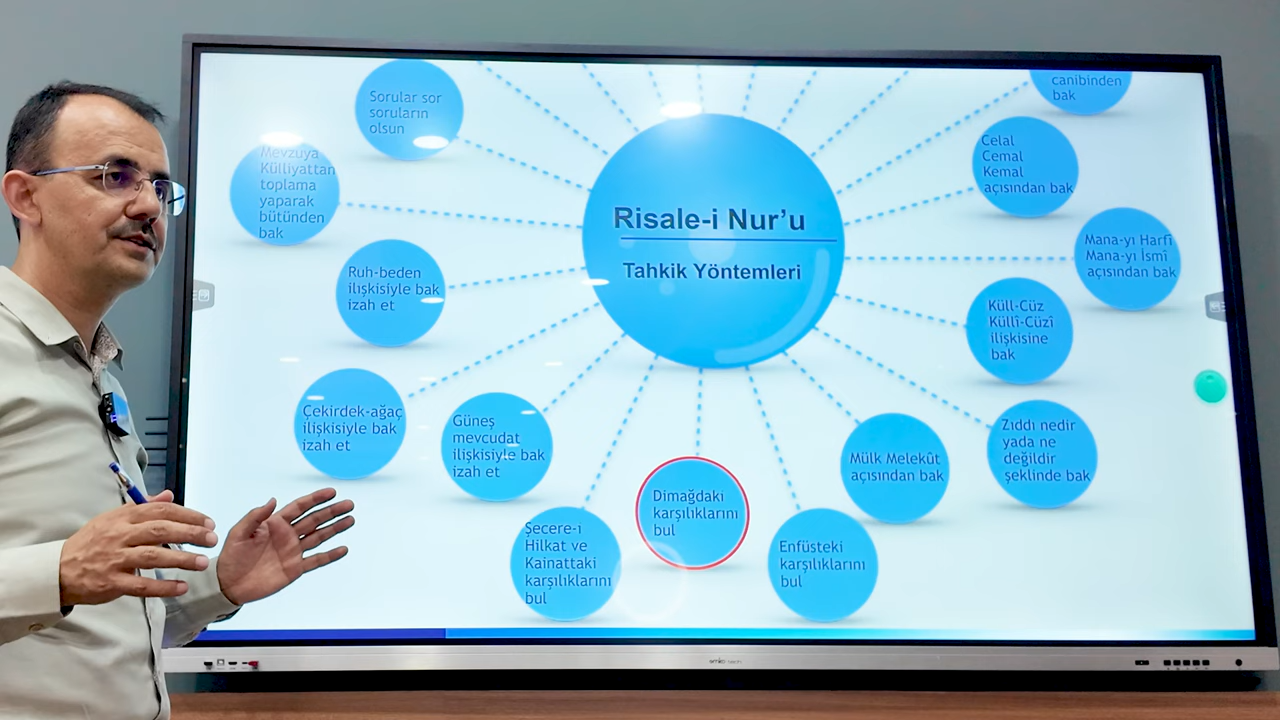 Risale-i Nur'u
Tahkik Yöntemleri
Sorular sor
soruların
olsun
Mevzuya
Külliyattan
toplama
yaparak
bütünden
bak
Ruh-beden
ilişkisiyle bak
izah et
Çekirdek-ağaç
ilişkisiyle bak
izah et
Güneş
mevcudat
ilişkisiyle bak
izah et
Şecere-i
Hilkat ve
Kainattaki
karşılıklarını
bul
Dimağdaki
karşılıklarını
bul
Enfüsteki
karşılıklarını
bul
Mülk Melekût
açısından bak
Zıddı nedir
yada ne
değildir
şeklinde bak
Küll-Cüz
Küllî-Cüzî
ilişkisine
bak
Mana-yı Harfî
Mana-yı İsmî
açısından bak
Celal
Cemal
Kemal
açısından bak
canibinden
bak